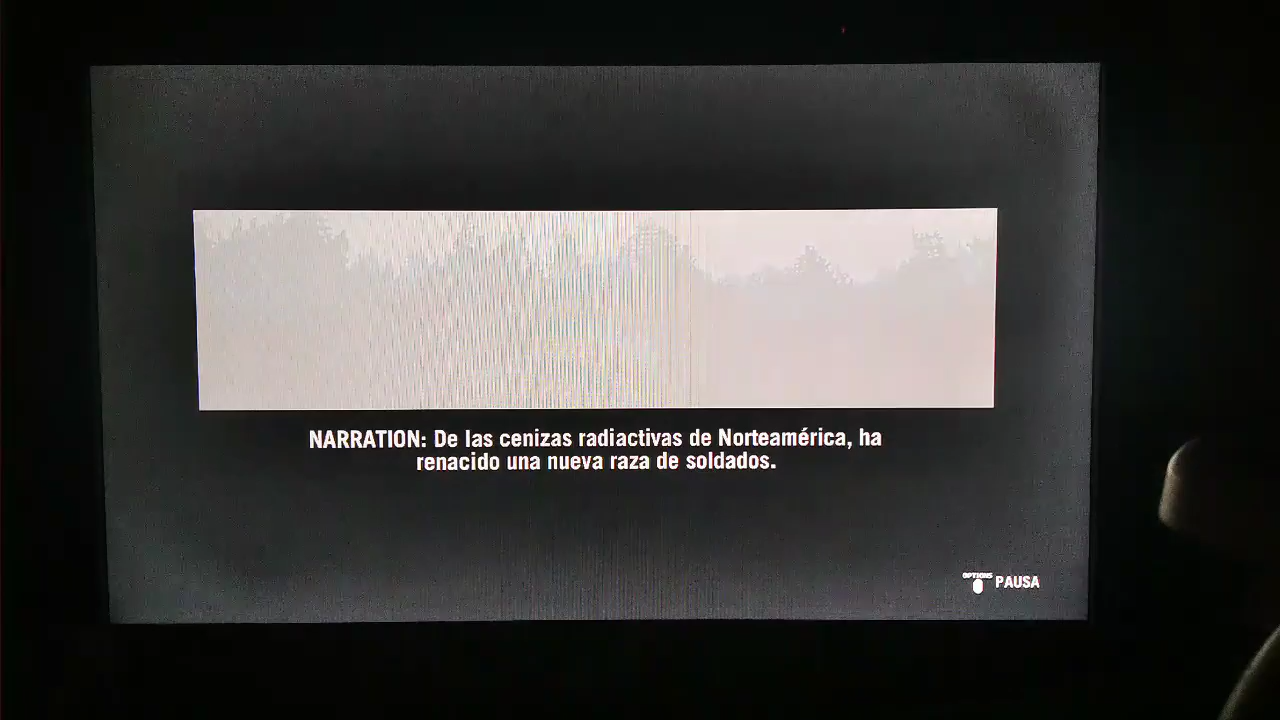 NARRATION: De las cenizas radiactivas de Norteamérica, ha
renacido una nueva raza de soldados.
OPTIONS
PAUSA